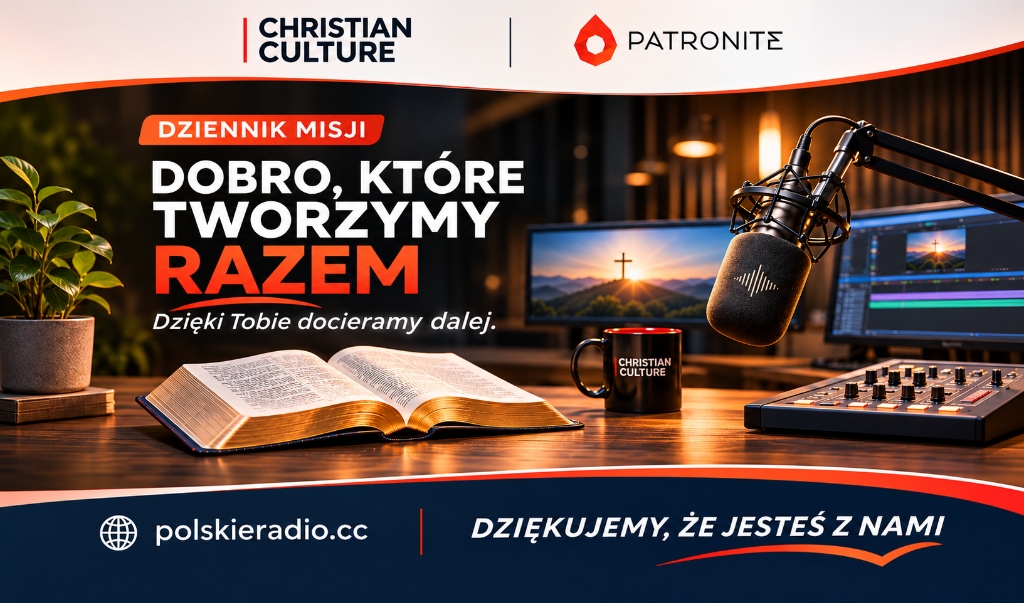 CHRISTIAN
CULTURE
PATRONITE
DZIENNIK MISJI
DOBRO, KTÓRE
TWORZYMY
RAZEM
Dzięki Tobie docieramy dalej.
CHRISTIAN
CULTURE
polskieradio.cc
DZIĘKUJEMY, ŻE JESTEŚ Z NAMI